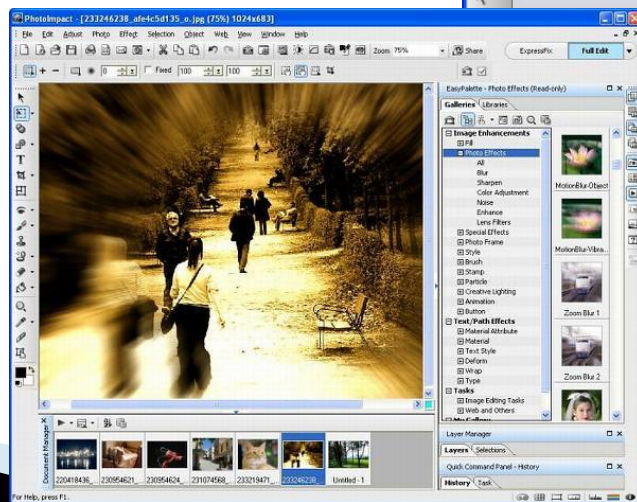 PhotoImpact - [233246238_afe4c5d135_o.jpg (75%) 1024x683]
File Edit Adjust Photo Effect Selection Object Web View Window Help
Zoom 75% Share ExpressFix Full Edit
0 Fixed 100 100
EasyPalette - Photo Effects (Read-only)
Galleries Libraries
Image Enhancements
Fill
Photo Effects
All
Blur
Sharpen
Color Adjustment
Noise
Enhance
Lens Filters
Special Effects
Photo Frame
Style
Brush
Stamp
Particle
Creative Lighting
Animation
Button
Text/Path Effects
Material Attribute
Material
Text Style
Deform
Wrap
Type
Tasks
Image Editing Tasks
Web and Others
My Gallery
MotionBlur-Object
MotionBlur-Vibra...
Zoom Blur 1
Zoom Blur 2
Layer Manager
Layers Selections
Quick Command Panel - History
History Task
Document Manager
220418436_... 230954621_... 230954624_... 231074568_... 233219471_... 233246238_... Untitled - 1
For Help, press F1.